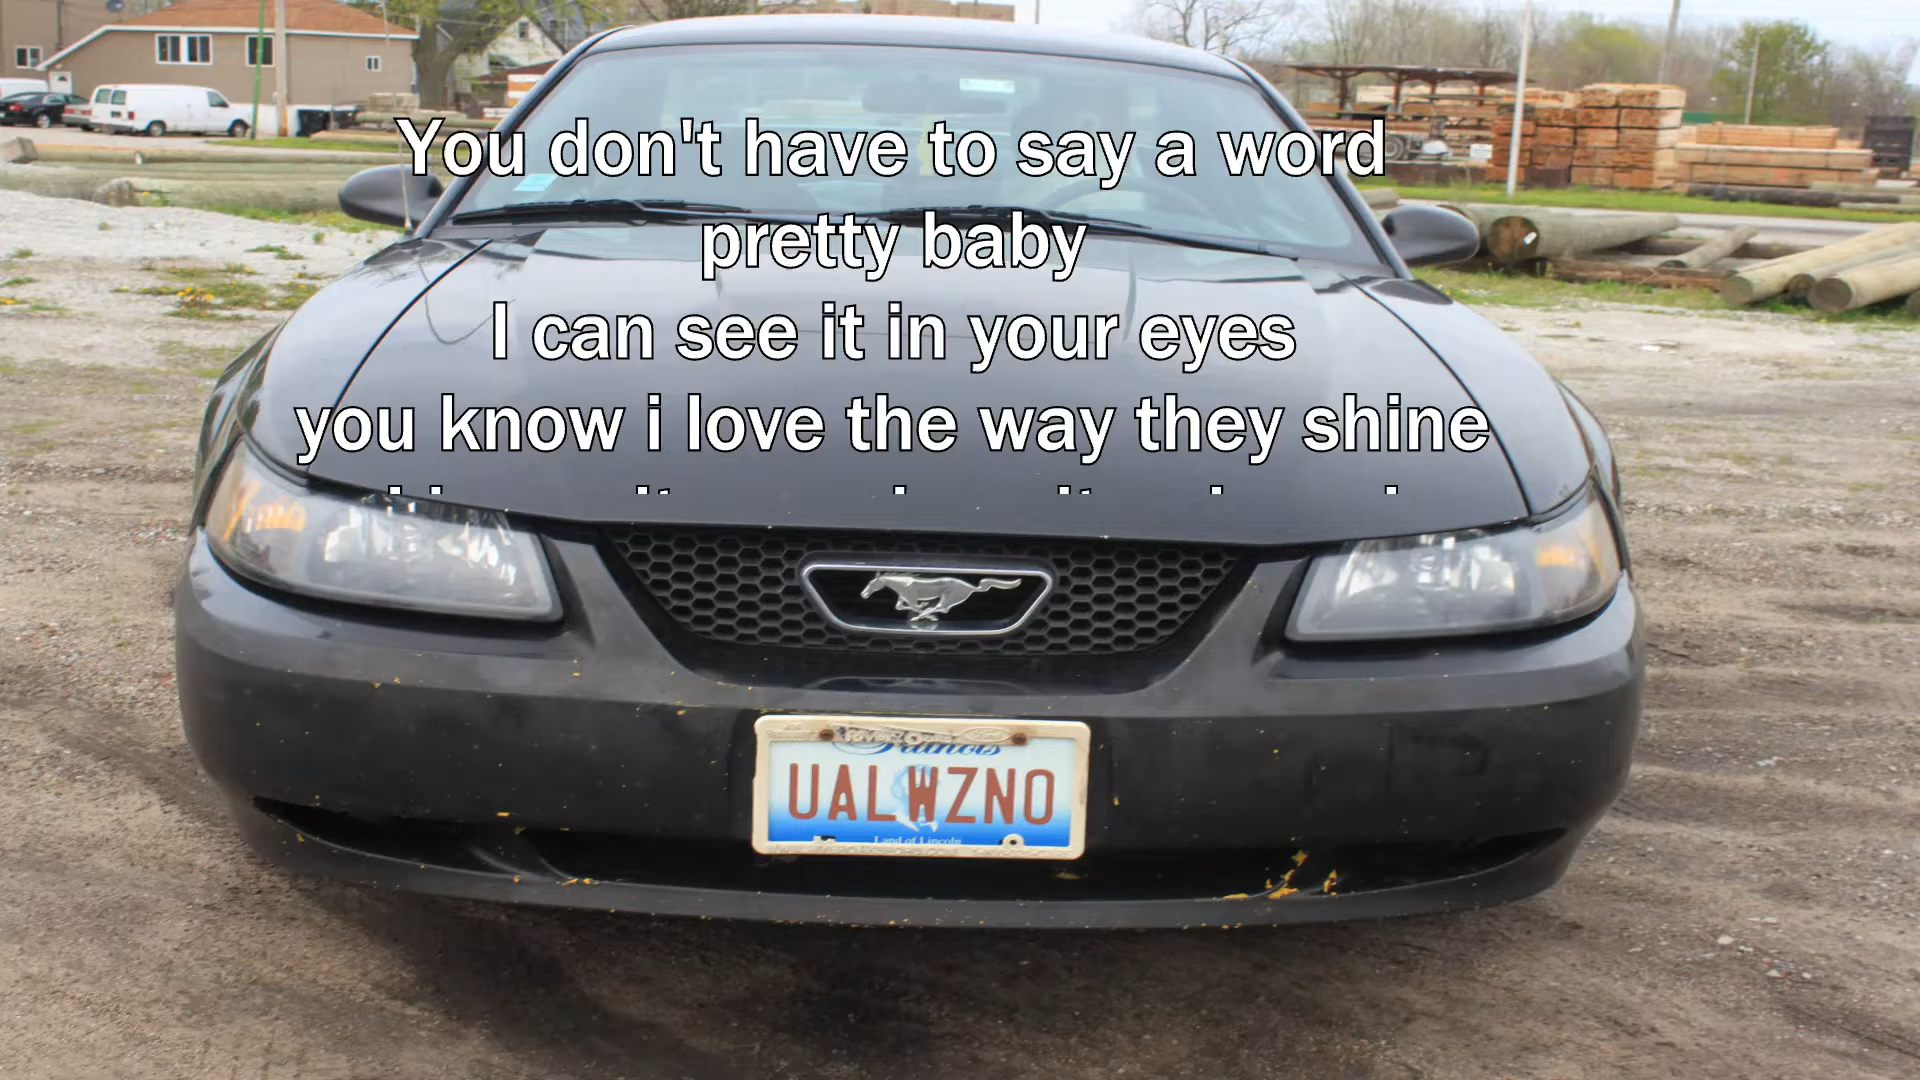 You don't have to say a word
pretty baby
I can see it in your eyes
you know i love the way they shine
Illinois
UALWZNO
Land of Lincoln